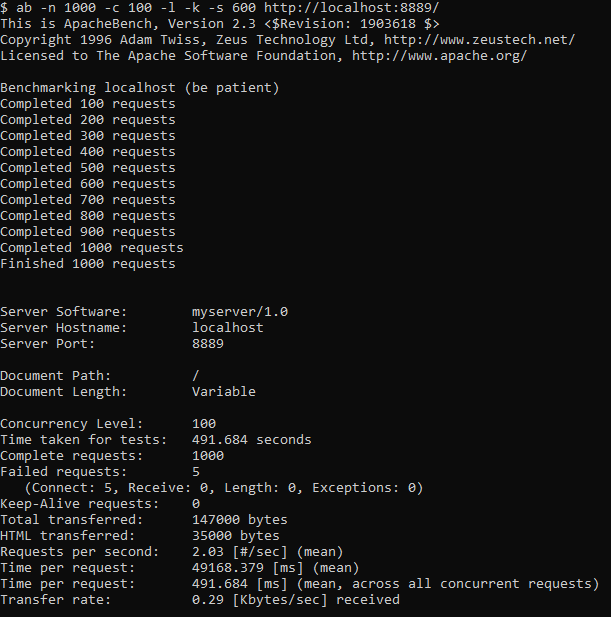 $ ab -n 1000 -c 100 -l -k -s 600 http://localhost:8889/
This is ApacheBench, Version 2.3 <$Revision: 1903618 $>
Copyright 1996 Adam Twiss, Zeus Technology Ltd, http://www.zeustech.net/
Licensed to The Apache Software Foundation, http://www.apache.org/

Benchmarking localhost (be patient)
Completed 100 requests
Completed 200 requests
Completed 300 requests
Completed 400 requests
Completed 500 requests
Completed 600 requests
Completed 700 requests
Completed 800 requests
Completed 900 requests
Completed 1000 requests
Finished 1000 requests

Server Software:        myserver/1.0
Server Hostname:        localhost
Server Port:            8889

Document Path:          /
Document Length:        Variable

Concurrency Level:      100
Time taken for tests:   491.684 seconds
Complete requests:      1000
Failed requests:        5
   (Connect: 5, Receive: 0, Length: 0, Exceptions: 0)
Keep-Alive requests:    0
Total transferred:      147000 bytes
HTML transferred:       35000 bytes
Requests per second:    2.03 [#/sec] (mean)
Time per request:       49168.379 [ms] (mean)
Time per request:       491.684 [ms] (mean, across all concurrent requests)
Transfer rate:          0.29 [Kbytes/sec] received